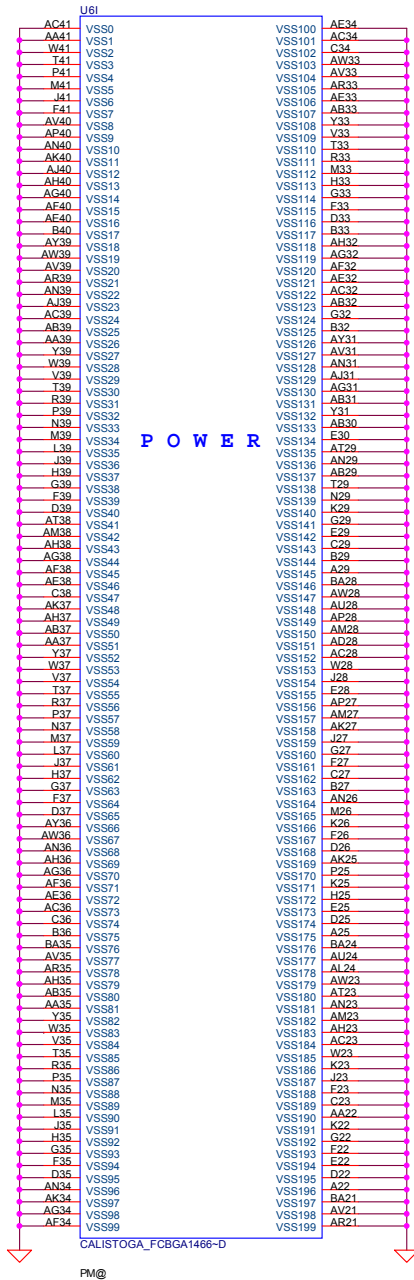 U6I
AC41 VSS0 VSS100 AE34
AA41 VSS1 VSS101 AC34
W41 VSS2 VSS102 C34
T41 VSS3 VSS103 AW33
P41 VSS4 VSS104 AV33
M41 VSS5 VSS105 AR33
J41 VSS6 VSS106 AE33
F41 VSS7 VSS107 AB33
AV40 VSS8 VSS108 Y33
AP40 VSS9 VSS109 V33
AN40 VSS10 VSS110 T33
AK40 VSS11 VSS111 R33
AJ40 VSS12 VSS112 M33
AH40 VSS13 VSS113 H33
AG40 VSS14 VSS114 G33
AF40 VSS15 VSS115 F33
AE40 VSS16 VSS116 D33
B40 VSS17 VSS117 B33
AY39 VSS18 VSS118 AH32
AW39 VSS19 VSS119 AG32
AV39 VSS20 VSS120 AF32
AR39 VSS21 VSS121 AE32
AN39 VSS22 VSS122 AC32
AJ39 VSS23 VSS123 AB32
AC39 VSS24 VSS124 G32
AB39 VSS25 VSS125 B32
AA39 VSS26 VSS126 AY31
Y39 VSS27 VSS127 AV31
W39 VSS28 VSS128 AN31
V39 VSS29 VSS129 AJ31
T39 VSS30 VSS130 AG31
R39 VSS31 VSS131 AB31
P39 VSS32 VSS132 Y31
N39 VSS33 VSS133 AB30
M39 VSS34 P O W E R VSS134 E30
L39 VSS35 VSS135 AT29
J39 VSS36 VSS136 AN29
H39 VSS37 VSS137 AB29
G39 VSS38 VSS138 T29
F39 VSS39 VSS139 N29
D39 VSS40 VSS140 K29
AT38 VSS41 VSS141 G29
AM38 VSS42 VSS142 E29
AH38 VSS43 VSS143 C29
AG38 VSS44 VSS144 B29
AF38 VSS45 VSS145 A29
AE38 VSS46 VSS146 BA28
C38 VSS47 VSS147 AW28
AK37 VSS48 VSS148 AU28
AH37 VSS49 VSS149 AP28
AB37 VSS50 VSS150 AM28
AA37 VSS51 VSS151 AD28
Y37 VSS52 VSS152 AC28
W37 VSS53 VSS153 W28
V37 VSS54 VSS154 J28
T37 VSS55 VSS155 E28
R37 VSS56 VSS156 AP27
P37 VSS57 VSS157 AM27
N37 VSS58 VSS158 AK27
M37 VSS59 VSS159 J27
L37 VSS60 VSS160 G27
J37 VSS61 VSS161 F27
H37 VSS62 VSS162 C27
G37 VSS63 VSS163 B27
F37 VSS64 VSS164 AN26
D37 VSS65 VSS165 M26
AY36 VSS66 VSS166 K26
AW36 VSS67 VSS167 F26
AN36 VSS68 VSS168 D26
AH36 VSS69 VSS169 AK25
AG36 VSS70 VSS170 P25
AF36 VSS71 VSS171 K25
AE36 VSS72 VSS172 H25
AC36 VSS73 VSS173 E25
C36 VSS74 VSS174 D25
B36 VSS75 VSS175 A25
BA35 VSS76 VSS176 BA24
AV35 VSS77 VSS177 AU24
AR35 VSS78 VSS178 AL24
AH35 VSS79 VSS179 AW23
AB35 VSS80 VSS180 AT23
AA35 VSS81 VSS181 AN23
Y35 VSS82 VSS182 AM23
W35 VSS83 VSS183 AH23
V35 VSS84 VSS184 AC23
T35 VSS85 VSS185 W23
R35 VSS86 VSS186 K23
P35 VSS87 VSS187 J23
N35 VSS88 VSS188 F23
M35 VSS89 VSS189 C23
L35 VSS90 VSS190 AA22
J35 VSS91 VSS191 K22
H35 VSS92 VSS192 G22
G35 VSS93 VSS193 F22
F35 VSS94 VSS194 E22
D35 VSS95 VSS195 D22
AN34 VSS96 VSS196 A22
AK34 VSS97 VSS197 BA21
AG34 VSS98 VSS198 AV21
AF34 VSS99 VSS199 AR21
CALISTOGA_FCBGA1466~D
PM@